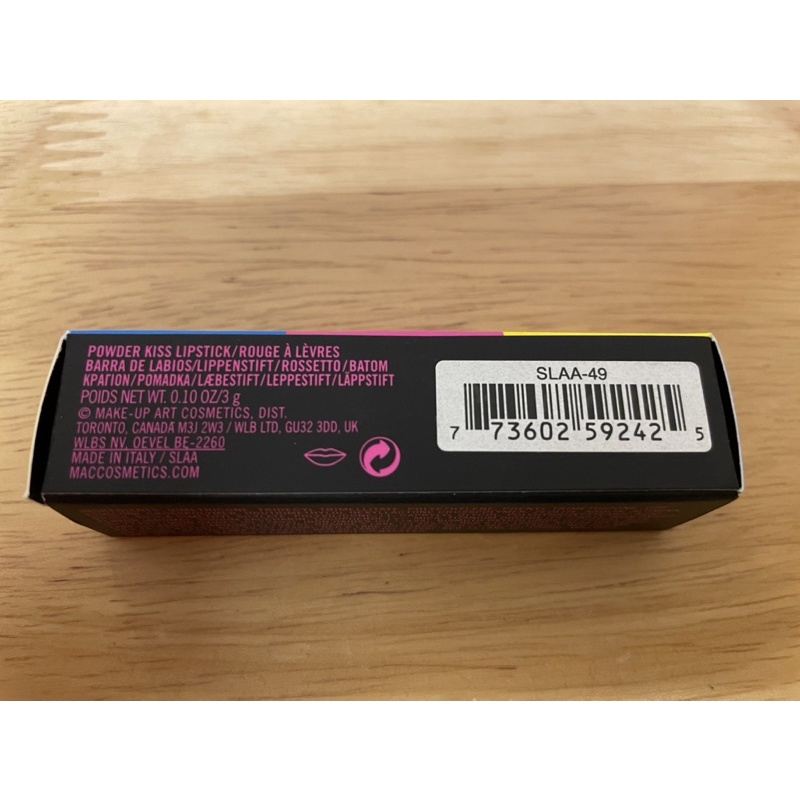 POWDER KISS LIPSTICK/ROUGE À LÈVRES
BARRA DE LABIOS/LIPPENSTIFT/ROSSETTO/BATOM
ΚΡΑΓΙΟΝ/ПОМАДКА/LÆBESTIFT/LEPPESTIFT/LÄPPSTIFT
POIDS NET WT. 0.10 OZ/3 g
© MAKE-UP ART COSMETICS, DIST.
TORONTO, CANADA M3J 2W3 / WLB LTD, GU32 3DD, UK
WLBS NV, OEVEL BE-2260
MADE IN ITALY / SLAA
MACCOSMETICS.COM
SLAA-49
7 73602 59242 5